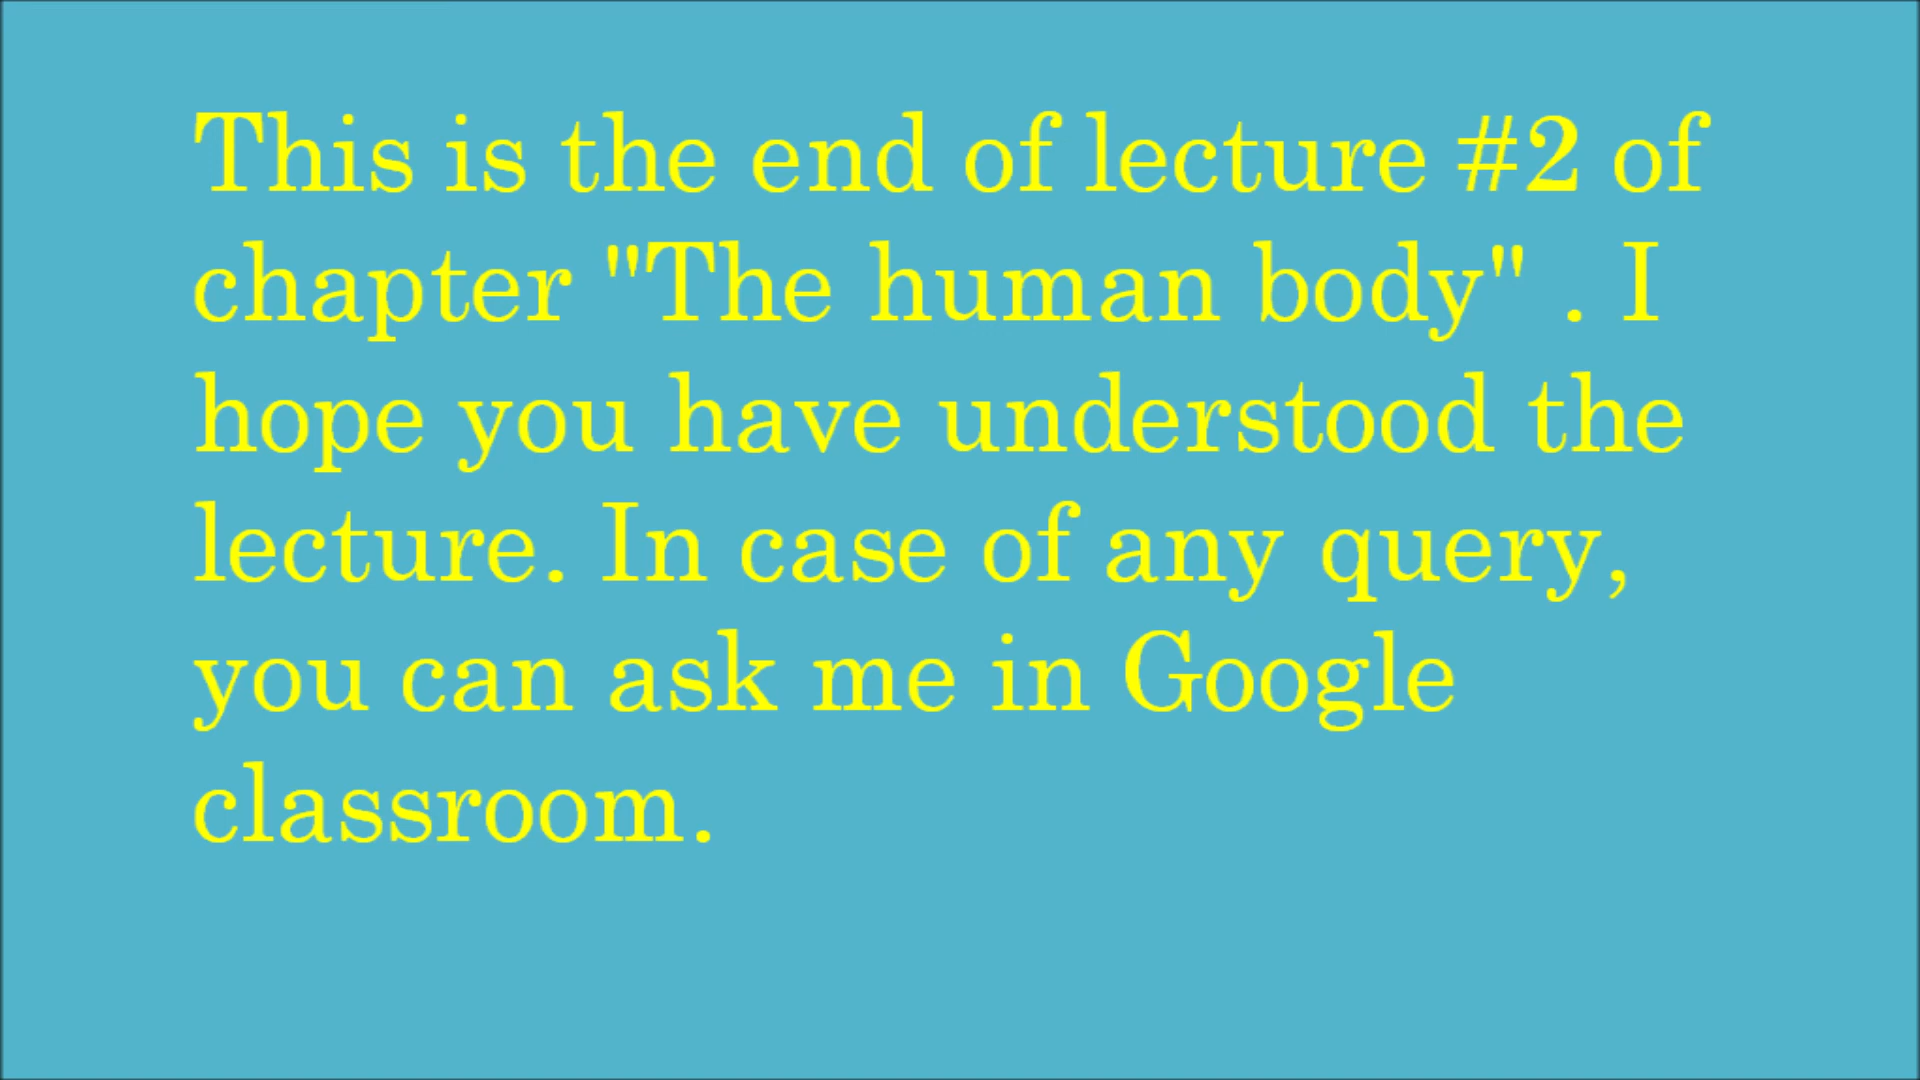 This is the end of lecture #2 of
chapter "The human body" . I
hope you have understood the
lecture. In case of any query,
you can ask me in Google
classroom.